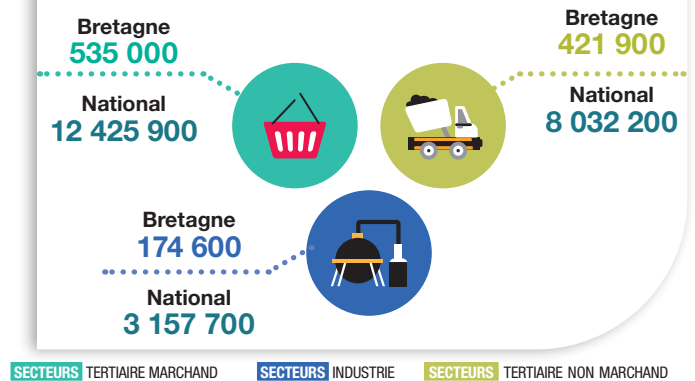 Bretagne
535 000
National
12 425 900
Bretagne
421 900
National
8 032 200
Bretagne
174 600
National
3 157 700
SECTEURS TERTIAIRE MARCHAND
SECTEURS INDUSTRIE
SECTEURS TERTIAIRE NON MARCHAND